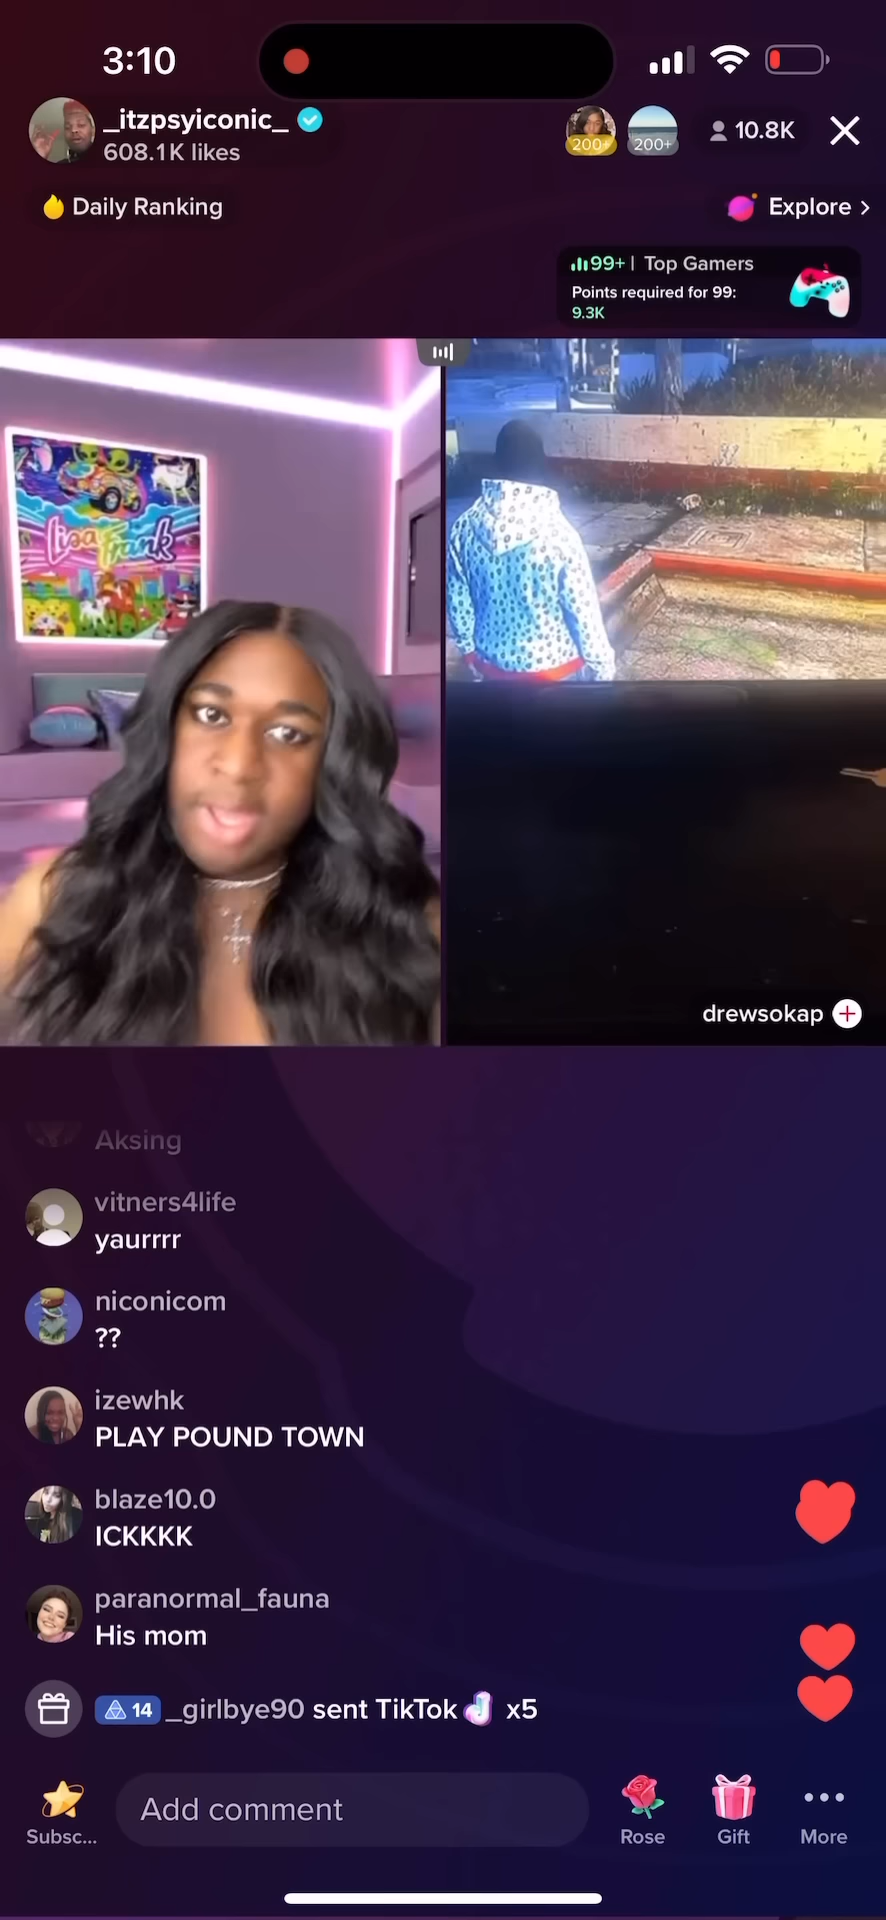 3:10
_itzpsyiconic_
608.1K likes
200+
200+
10.8K
Daily Ranking
Explore >
99+ | Top Gamers
Points required for 99:
9.3K
Lisa Frank
drewsokap
Aksing
vitners4life
yaurrrr
niconicom
??
izewhk
PLAY POUND TOWN
blaze10.0
ICKKKK
paranormal_fauna
His mom
14 _girlbye90 sent TikTok x5
Add comment
Subsc...
Rose
Gift
More